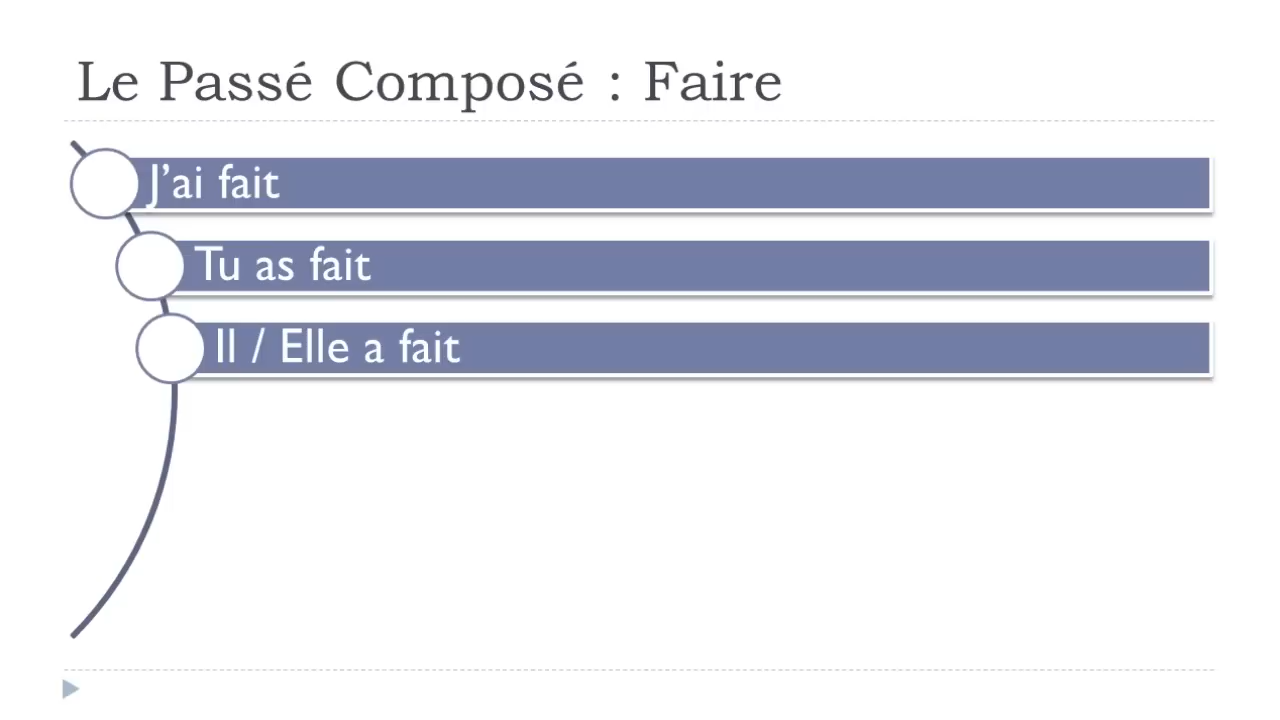 Le Passé Composé : Faire
J’ai fait
Tu as fait
Il / Elle a fait